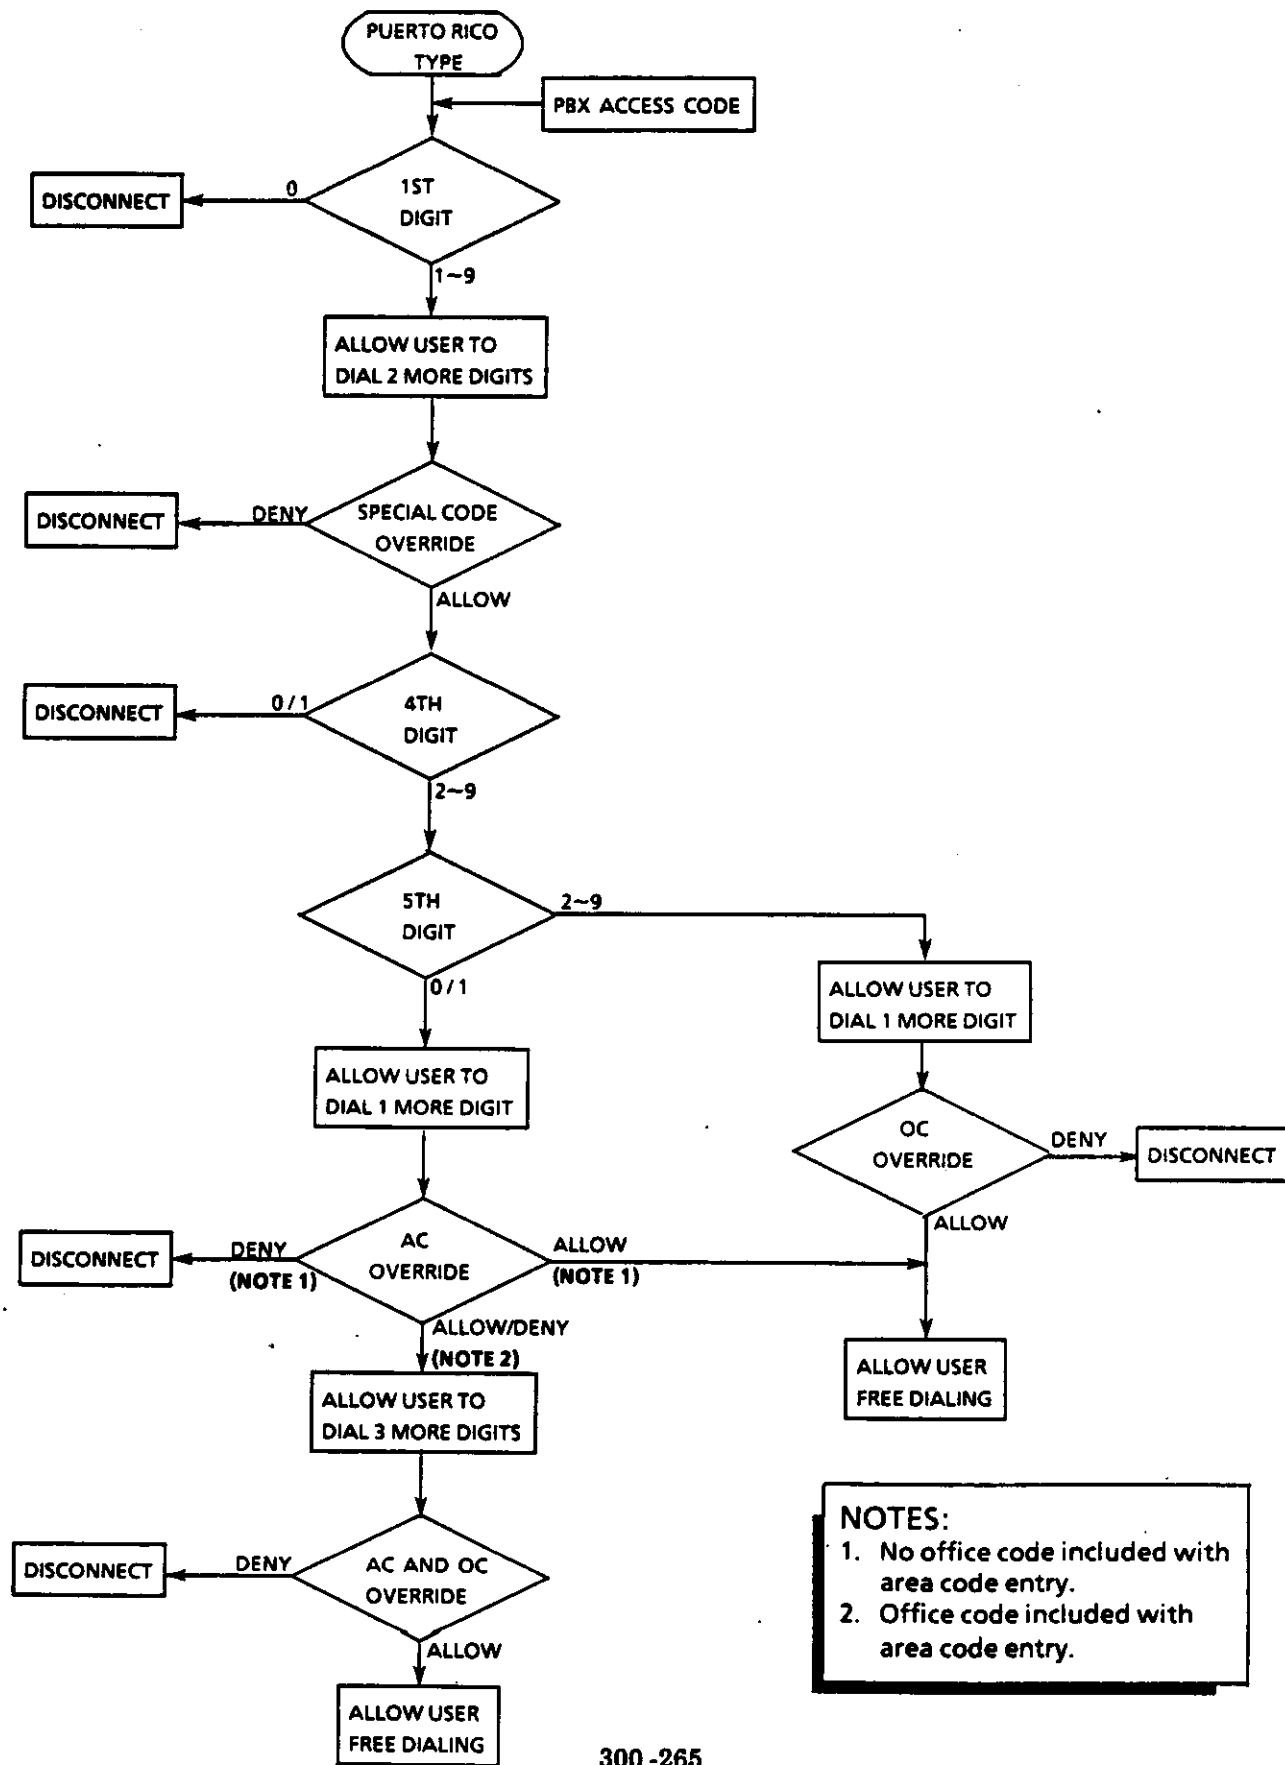 PUERTO RICO
TYPE
PBX ACCESS CODE
1ST
DIGIT
0
DISCONNECT
1~9
ALLOW USER TO
DIAL 2 MORE DIGITS
SPECIAL CODE
OVERRIDE
DENY
DISCONNECT
ALLOW
4TH
DIGIT
0 / 1
DISCONNECT
2~9
5TH
DIGIT
2~9
0 / 1
ALLOW USER TO
DIAL 1 MORE DIGIT
ALLOW USER TO
DIAL 1 MORE DIGIT
OC
OVERRIDE
DENY
DISCONNECT
ALLOW
AC
OVERRIDE
DENY
(NOTE 1)
DISCONNECT
ALLOW
(NOTE 1)
ALLOW/DENY
(NOTE 2)
ALLOW USER
FREE DIALING
ALLOW USER TO
DIAL 3 MORE DIGITS
AC AND OC
OVERRIDE
DENY
DISCONNECT
ALLOW
ALLOW USER
FREE DIALING
NOTES:
1. No office code included with
area code entry.
2. Office code included with
area code entry.
300 -265